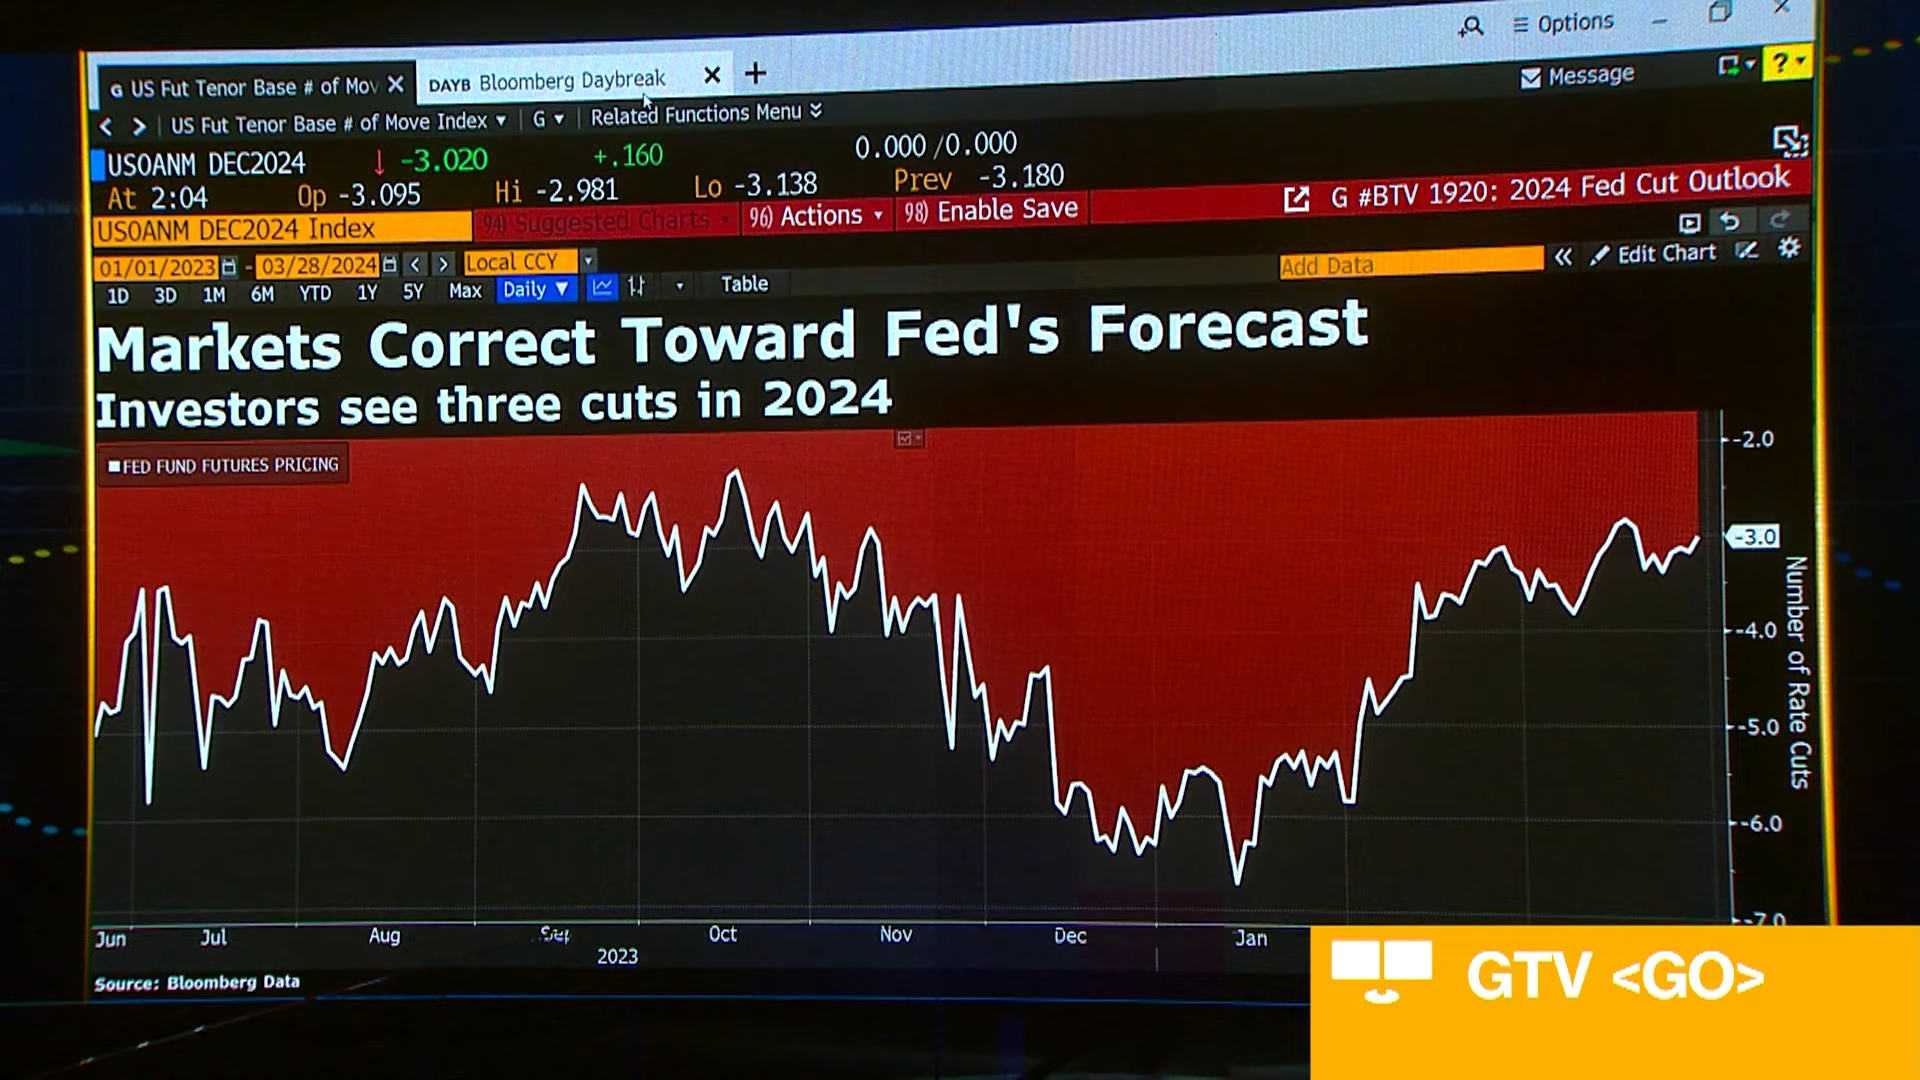 Options
G US Fut Tenor Base # of Mov
DAYB Bloomberg Daybreak
Message
?
US Fut Tenor Base # of Move Index
G
Related Functions Menu
US0ANM DEC2024 ↓ -3.020 +.160 0.000 /0.000
At 2:04 Op -3.095 Hi -2.981 Lo -3.138 Prev -3.180
G #BTV 1920: 2024 Fed Cut Outlook
US0ANM DEC2024 Index
94) Suggested Charts
96) Actions
98) Enable Save
01/01/2023 - 03/28/2024
Local CCY
Add Data
Edit Chart
1D 3D 1M 6M YTD 1Y 5Y Max Daily
Table
Markets Correct Toward Fed's Forecast
Investors see three cuts in 2024
FED FUND FUTURES PRICING
-2.0
-3.0
-4.0
-5.0
-6.0
-7.0
Number of Rate Cuts
Jun Jul Aug Sep Oct Nov Dec Jan
2023
Source: Bloomberg Data
GTV <GO>